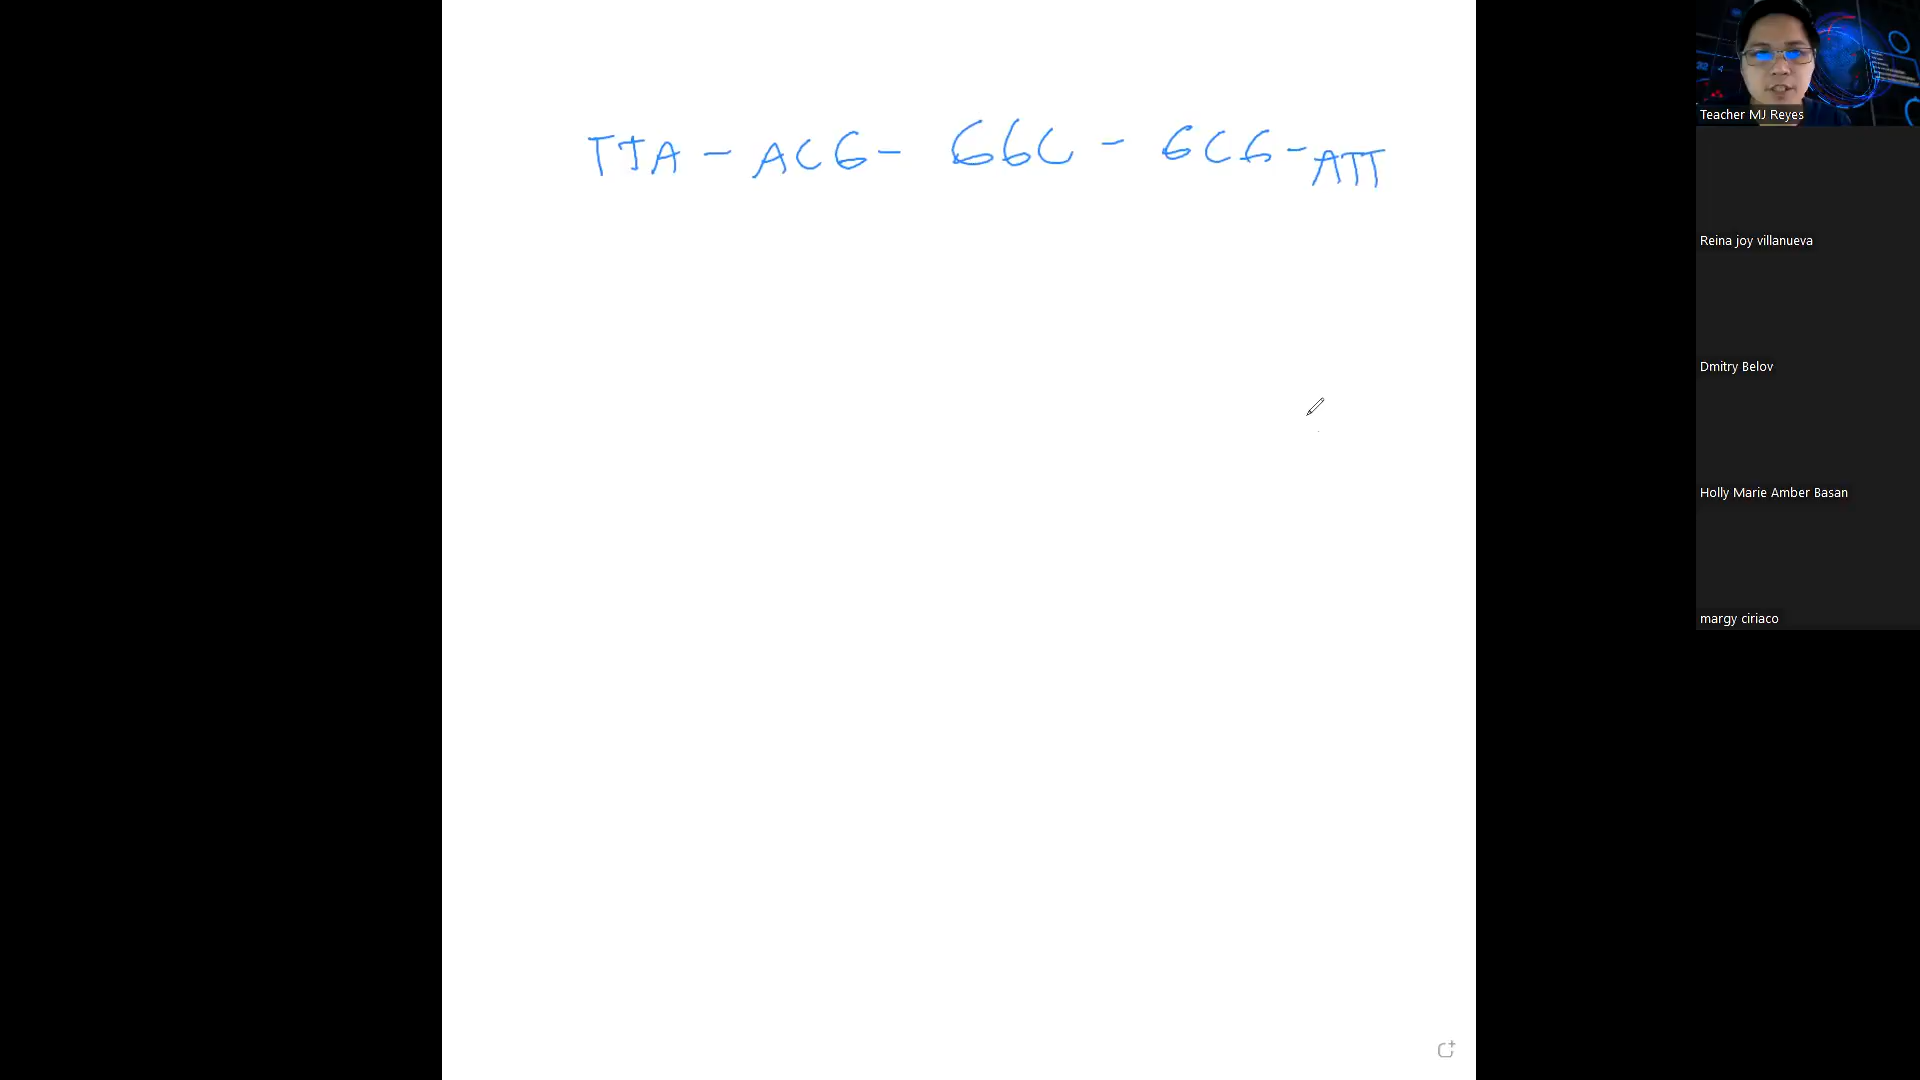 TTA - ACG - GGC - GCG - ATT
Teacher MJ Reyes
Reina joy villanueva
Dmitry Belov
Holly Marie Amber Basan
margy ciriaco